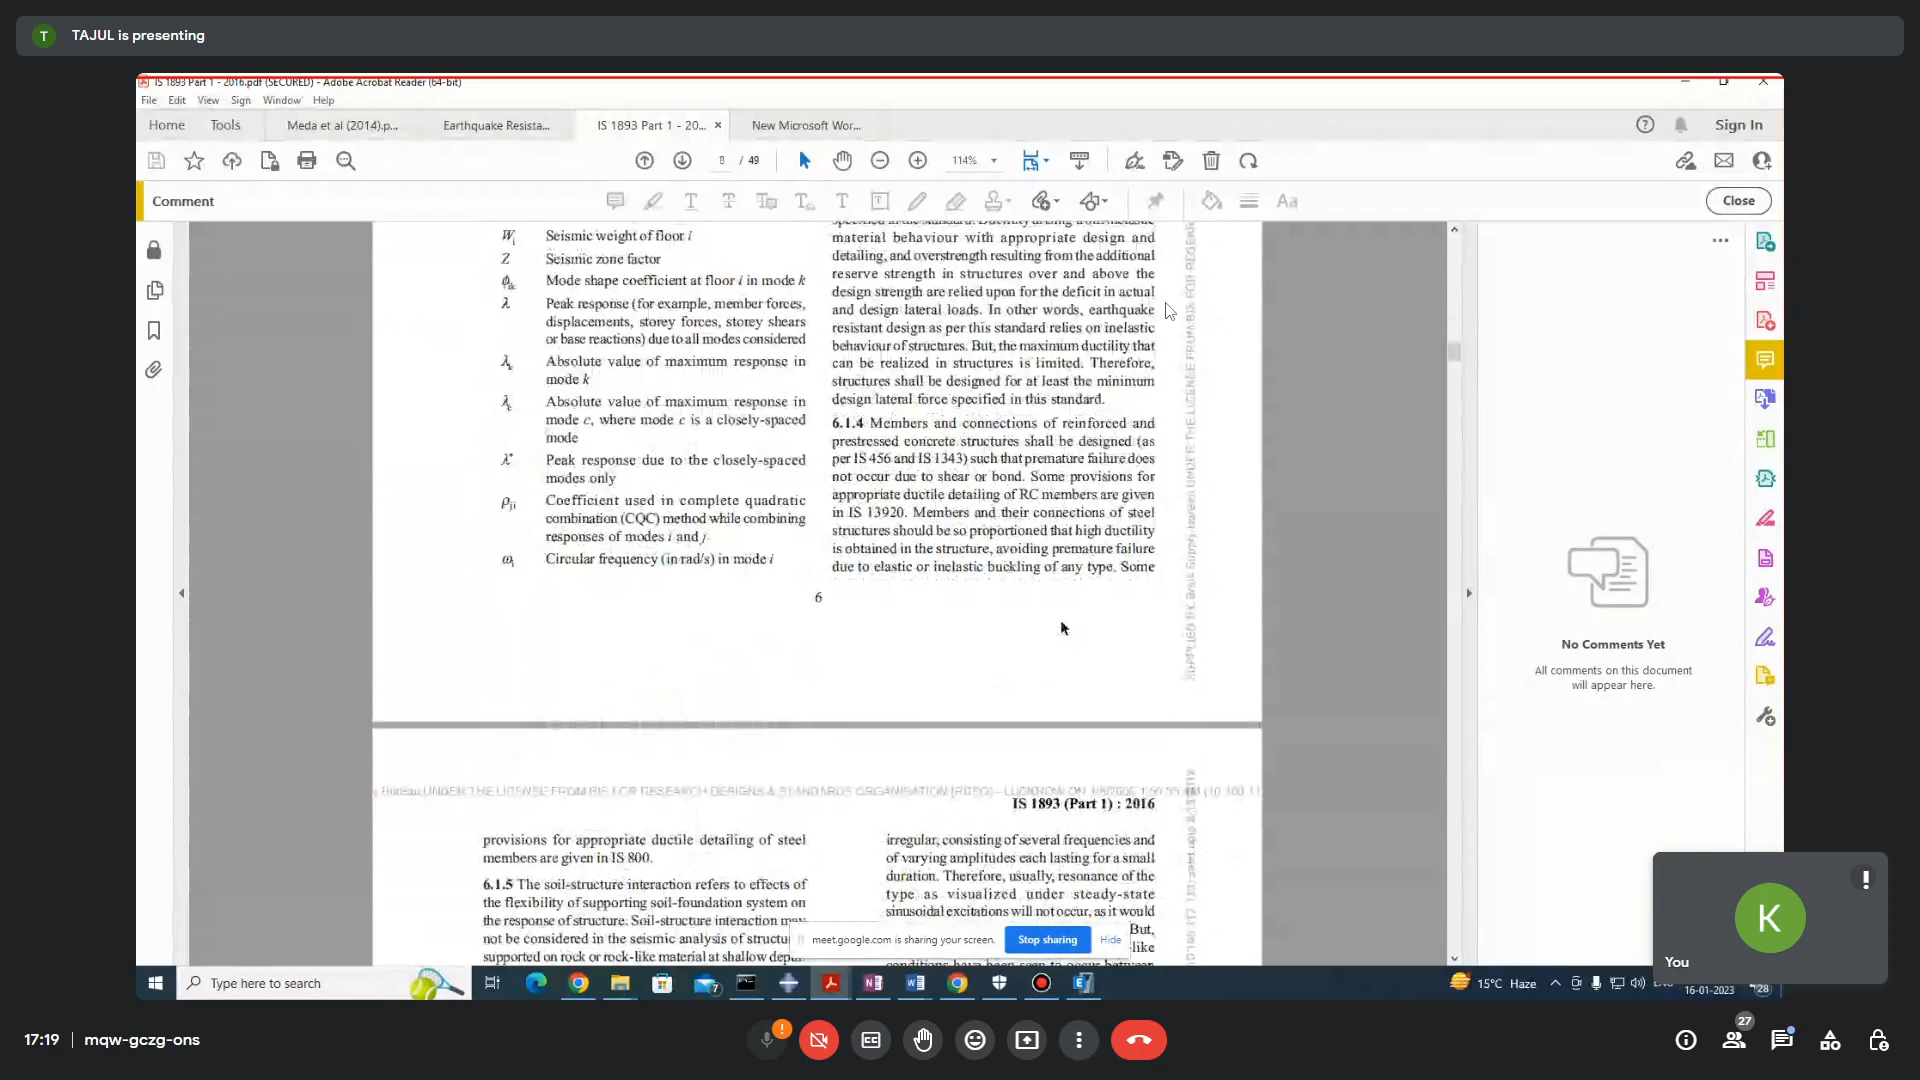 T TAJUL is presenting
IS 1893 Part 1 - 2016.pdf (SECURED) - Adobe Acrobat Reader (64-bit)
File Edit View Sign Window Help
Home Tools Meda et al (2014).p... Earthquake Resista... IS 1893 Part 1 - 20... × New Microsoft Wor... Sign In
8 / 49 114%
Comment Close
Wi Seismic weight of floor i
Z Seismic zone factor
ϕik Mode shape coefficient at floor i in mode k
λ Peak response (for example, member forces,
displacements, storey forces, storey shears
or base reactions) due to all modes considered
λk Absolute value of maximum response in
mode k
λc Absolute value of maximum response in
mode c, where mode c is a closely-spaced
mode
λ* Peak response due to the closely-spaced
modes only
ρji Coefficient used in complete quadratic
combination (CQC) method while combining
responses of modes i and j
ωi Circular frequency (in rad/s) in mode i
material behaviour with appropriate design and
detailing, and overstrength resulting from the additional
reserve strength in structures over and above the
design strength are relied upon for the deficit in actual
and design lateral loads. In other words, earthquake
resistant design as per this standard relies on inelastic
behaviour of structures. But, the maximum ductility that
can be realized in structures is limited. Therefore,
structures shall be designed for at least the minimum
design lateral force specified in this standard.
6.1.4 Members and connections of reinforced and
prestressed concrete structures shall be designed (as
per IS 456 and IS 1343) such that premature failure does
not occur due to shear or bond. Some provisions for
appropriate ductile detailing of RC members are given
in IS 13920. Members and their connections of steel
structures should be so proportioned that high ductility
is obtained in the structure, avoiding premature failure
due to elastic or inelastic buckling of any type. Some
6
IS 1893 (Part 1) : 2016
provisions for appropriate ductile detailing of steel
members are given in IS 800.
6.1.5 The soil-structure interaction refers to effects of
the flexibility of supporting soil-foundation system on
the response of structure. Soil-structure interaction may
not be considered in the seismic analysis of structu
supported on rock or rock-like material at shallow dep
irregular, consisting of several frequencies and
of varying amplitudes each lasting for a small
duration. Therefore, usually, resonance of the
type as visualized under steady-state
sinusoidal excitations will not occur, as it would
But,
like
No Comments Yet
All comments on this document
will appear here.
meet.google.com is sharing your screen. Stop sharing Hide
K
You
Type here to search
7
15°C Haze
16-01-2023
28
17:19 | mqw-gczg-ons
27